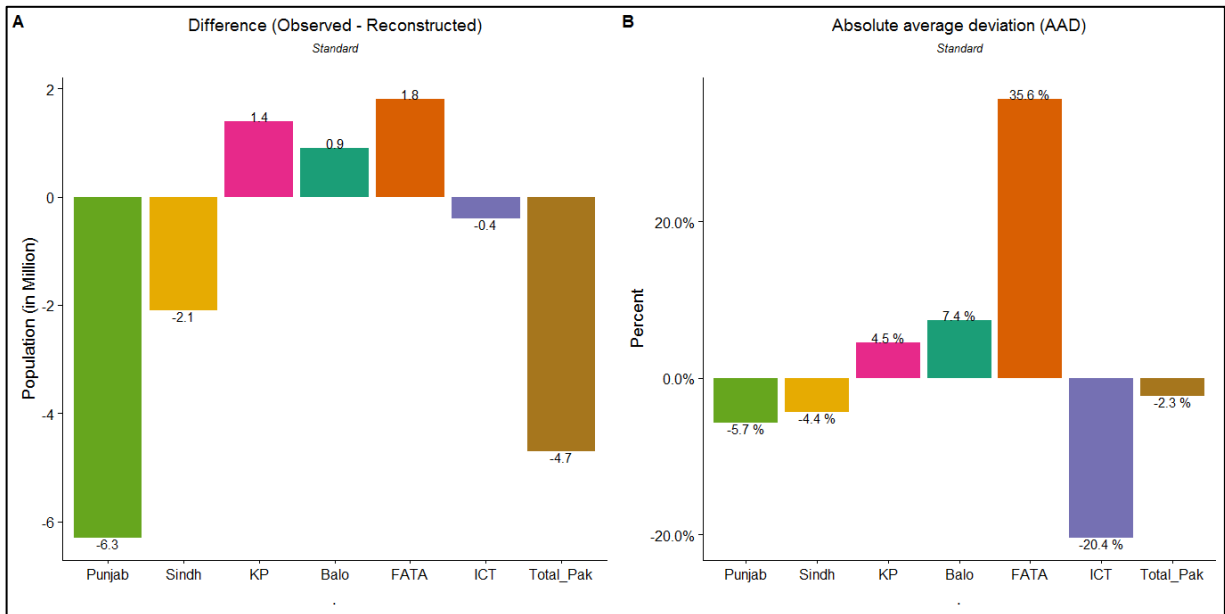 A
Difference (Observed - Reconstructed)
Standard
Population (in Million)
2
0
-2
-4
-6
-6.3
-2.1
1.4
0.9
1.8
-0.4
-4.7
Punjab Sindh KP Balo FATA ICT Total_Pak
.
B
Absolute average deviation (AAD)
Standard
Percent
20.0%
0.0%
-20.0%
-5.7 %
-4.4 %
4.5 %
7.4 %
35.6 %
-20.4 %
-2.3 %
Punjab Sindh KP Balo FATA ICT Total_Pak
.